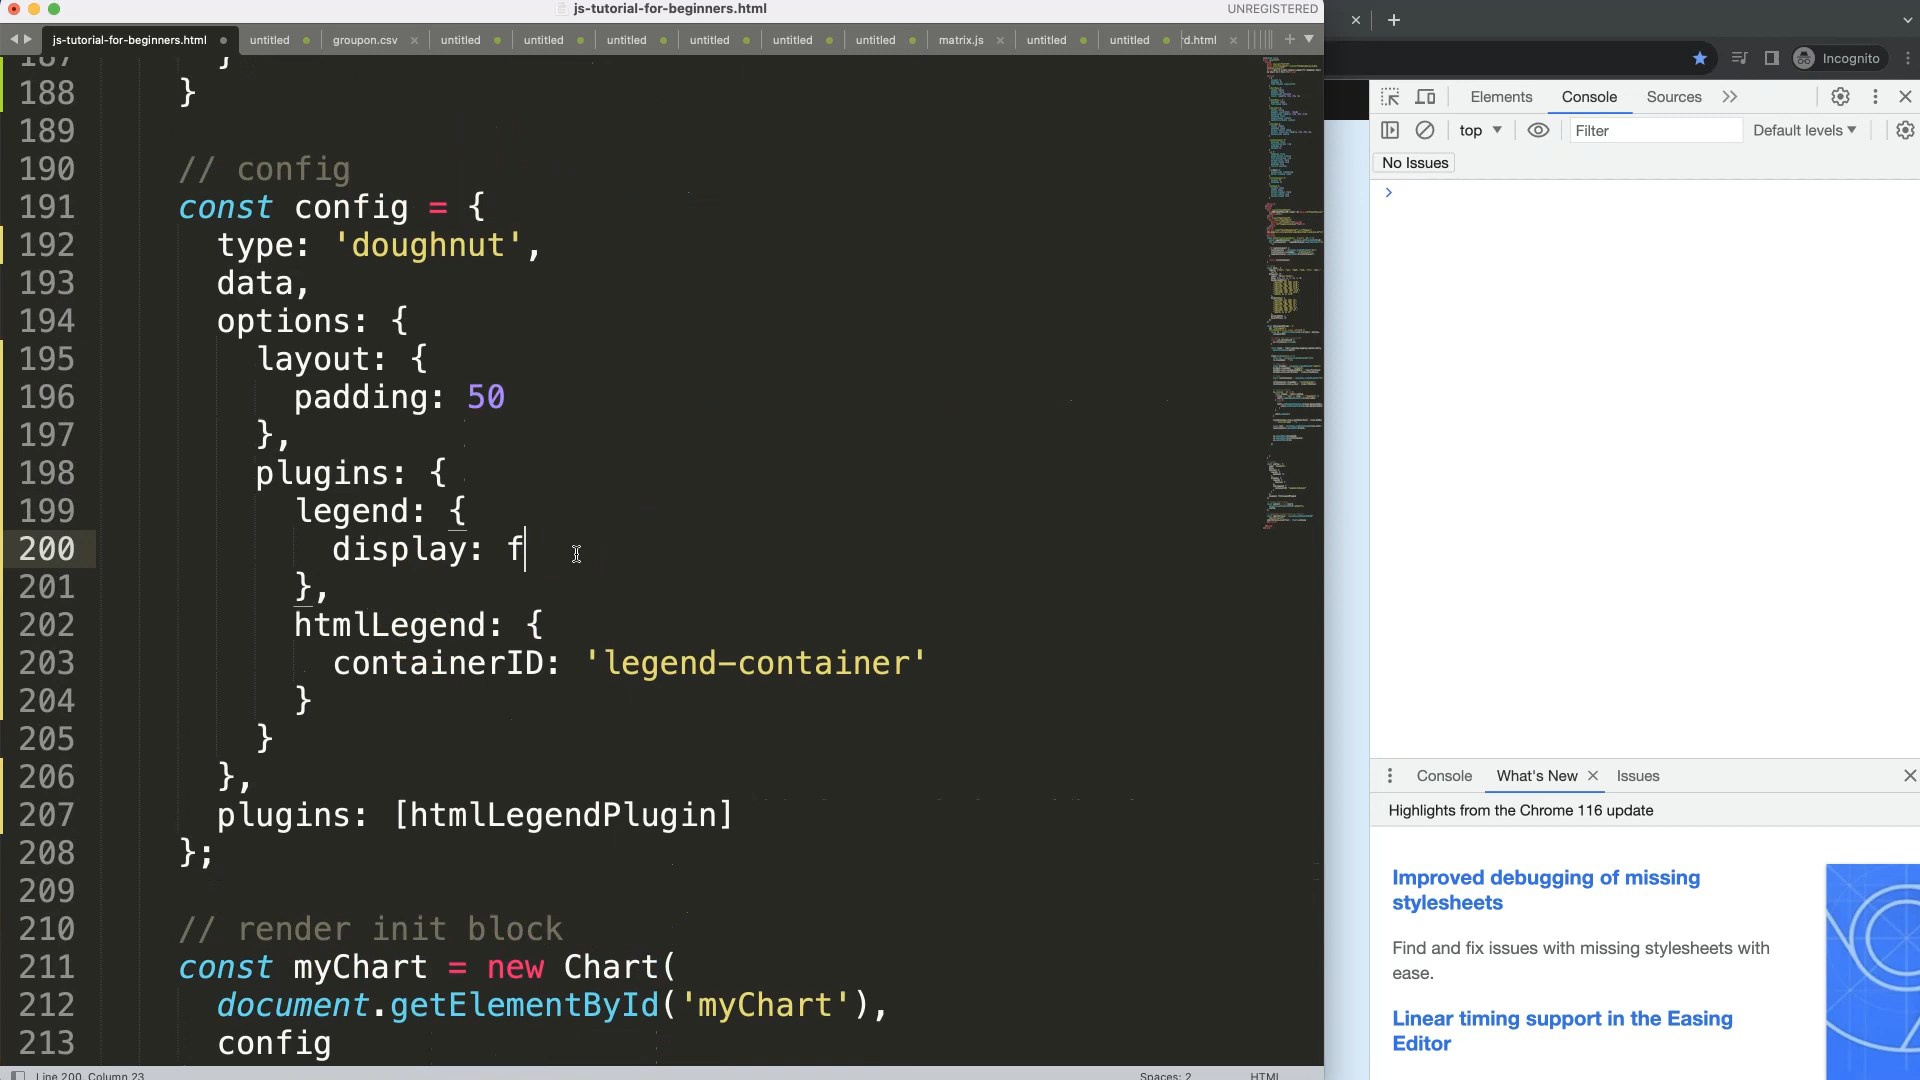 js-tutorial-for-beginners.html
UNREGISTERED
js-tutorial-for-beginners.html untitled groupon.csv untitled untitled untitled untitled untitled untitled matrix.js untitled untitled d.html
187 }
188 }
189
190 // config
191 const config = {
192 type: 'doughnut',
193 data,
194 options: {
195 layout: {
196 padding: 50
197 },
198 plugins: {
199 legend: {
200 display: f
201 },
202 htmlLegend: {
203 containerID: 'legend-container'
204 }
205 }
206 },
207 plugins: [htmlLegendPlugin]
208 };
209
210 // render init block
211 const myChart = new Chart(
212 document.getElementById('myChart'),
213 config
Line 200, Column 23
Spaces: 2
HTML
Incognito
Elements Console Sources
top Filter Default levels
No Issues
Console What's New Issues
Highlights from the Chrome 116 update
Improved debugging of missing
stylesheets
Find and fix issues with missing stylesheets with
ease.
Linear timing support in the Easing
Editor